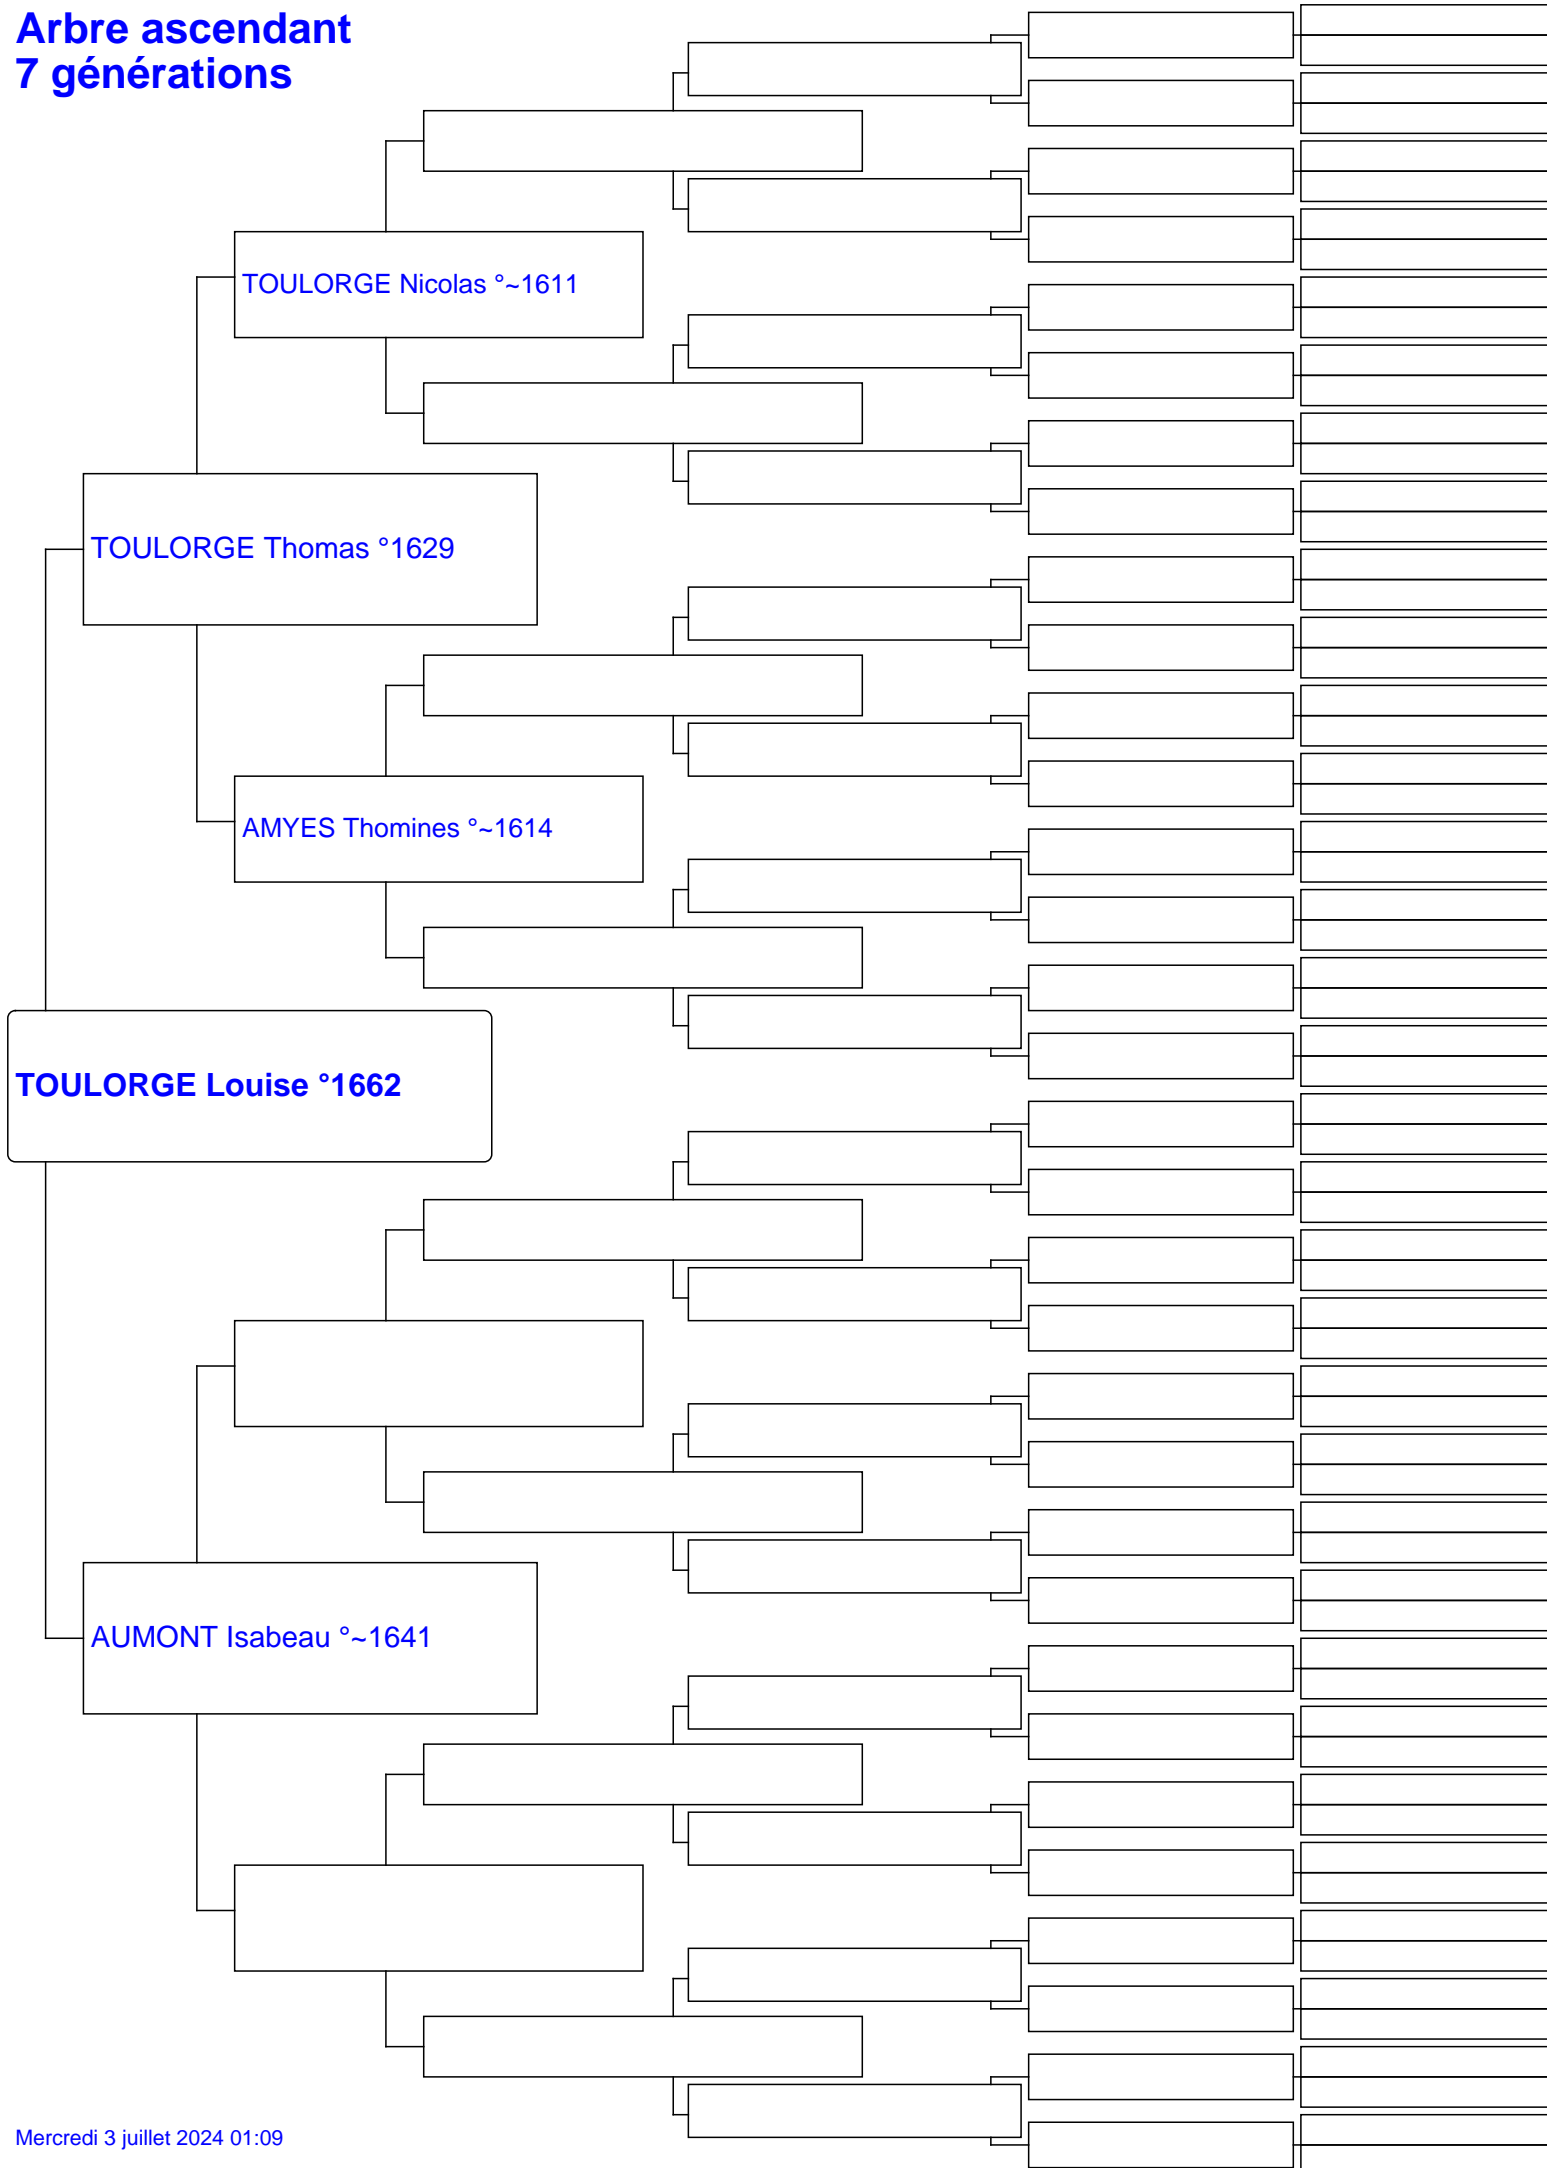 Arbre ascendant
7 générations
TOULORGE Nicolas °~1611
TOULORGE Thomas °1629
AMYES Thomines °~1614
TOULORGE Louise °1662
AUMONT Isabeau °~1641
Mercredi 3 juillet 2024 01:09